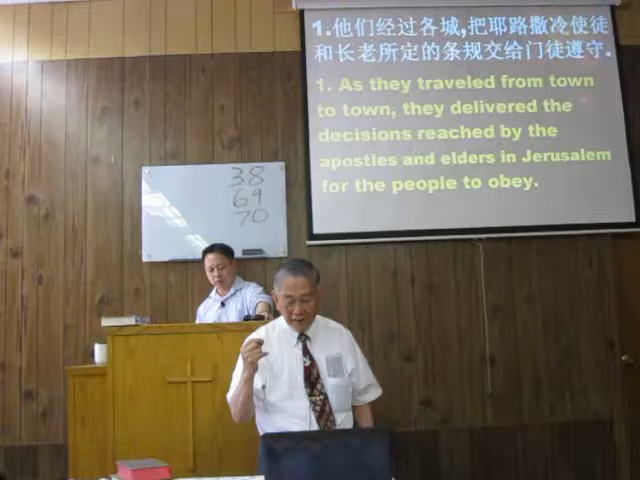 1.他们经过各城,把耶路撒冷使徒
和长老所定的条规交给门徒遵守.
1. As they traveled from town
to town, they delivered the
decisions reached by the
apostles and elders in Jerusalem
for the people to obey.
38
69
70